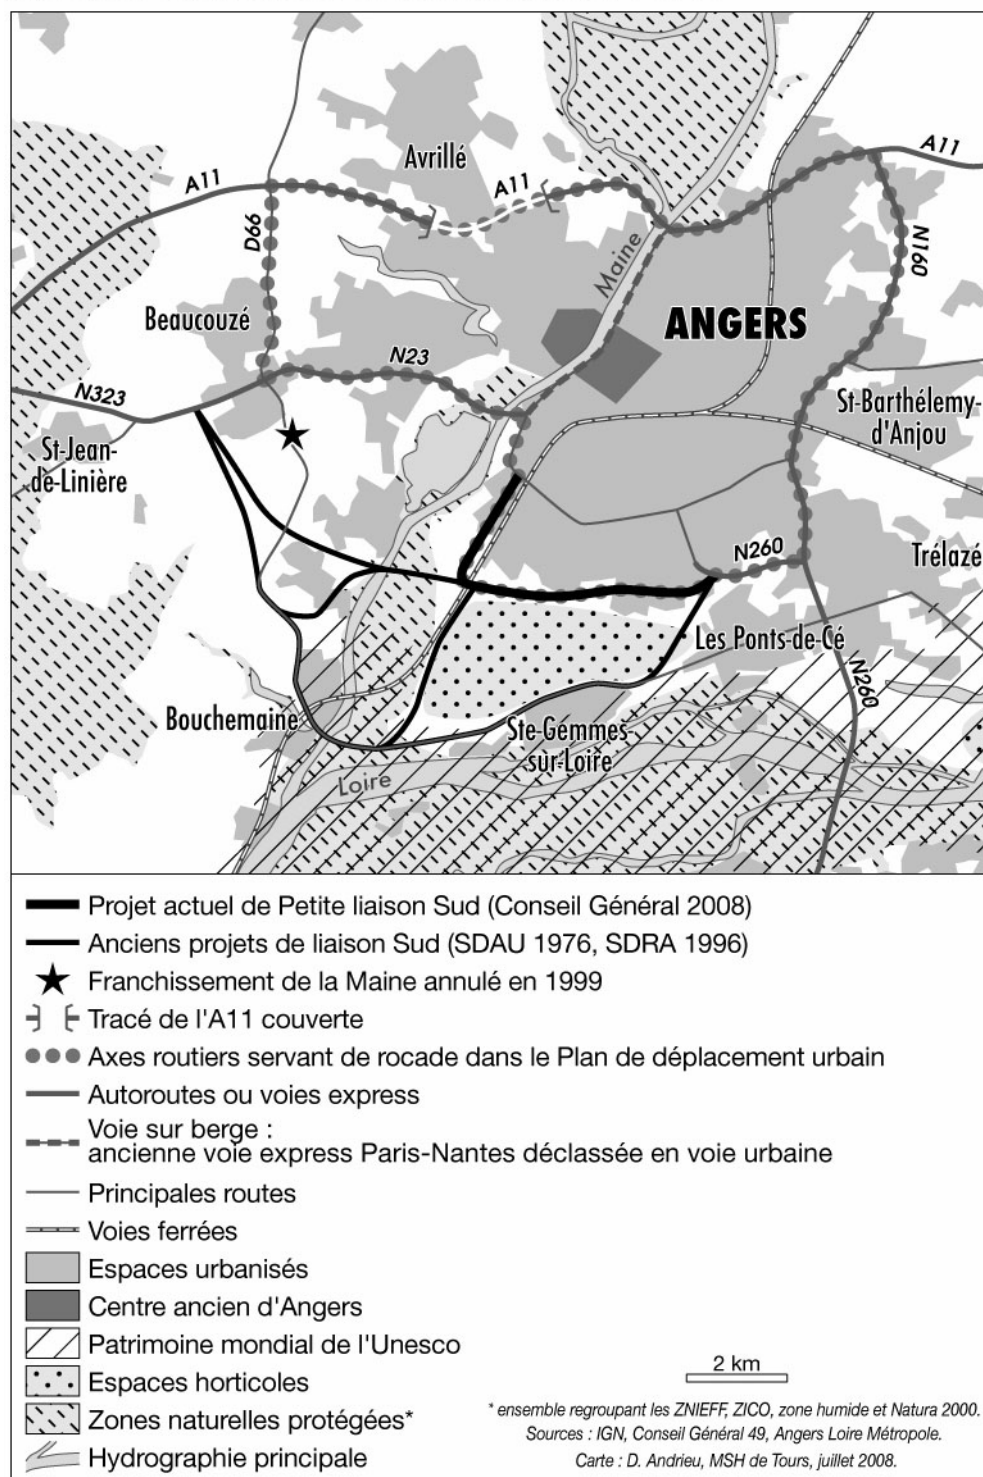 Avrillé
A11
A11
A11
D66
N160
Maine
Beaucouzé
ANGERS
N23
N323
St-Barthélemy-
d'Anjou
St-Jean-
de-Linière
N260
Trélazé
Les Ponts-de-Cé
N260
Bouchemaine
Ste-Gemmes-
sur-Loire
Loire
Projet actuel de Petite liaison Sud (Conseil Général 2008)
Anciens projets de liaison Sud (SDAU 1976, SDRA 1996)
Franchissement de la Maine annulé en 1999
Tracé de l'A11 couverte
Axes routiers servant de rocade dans le Plan de déplacement urbain
Autoroutes ou voies express
Voie sur berge :
ancienne voie express Paris-Nantes déclassée en voie urbaine
Principales routes
Voies ferrées
Espaces urbanisés
Centre ancien d'Angers
Patrimoine mondial de l'Unesco
Espaces horticoles
Zones naturelles protégées*
Hydrographie principale
2 km
* ensemble regroupant les ZNIEFF, ZICO, zone humide et Natura 2000.
Sources : IGN, Conseil Général 49, Angers Loire Métropole.
Carte : D. Andrieu, MSH de Tours, juillet 2008.